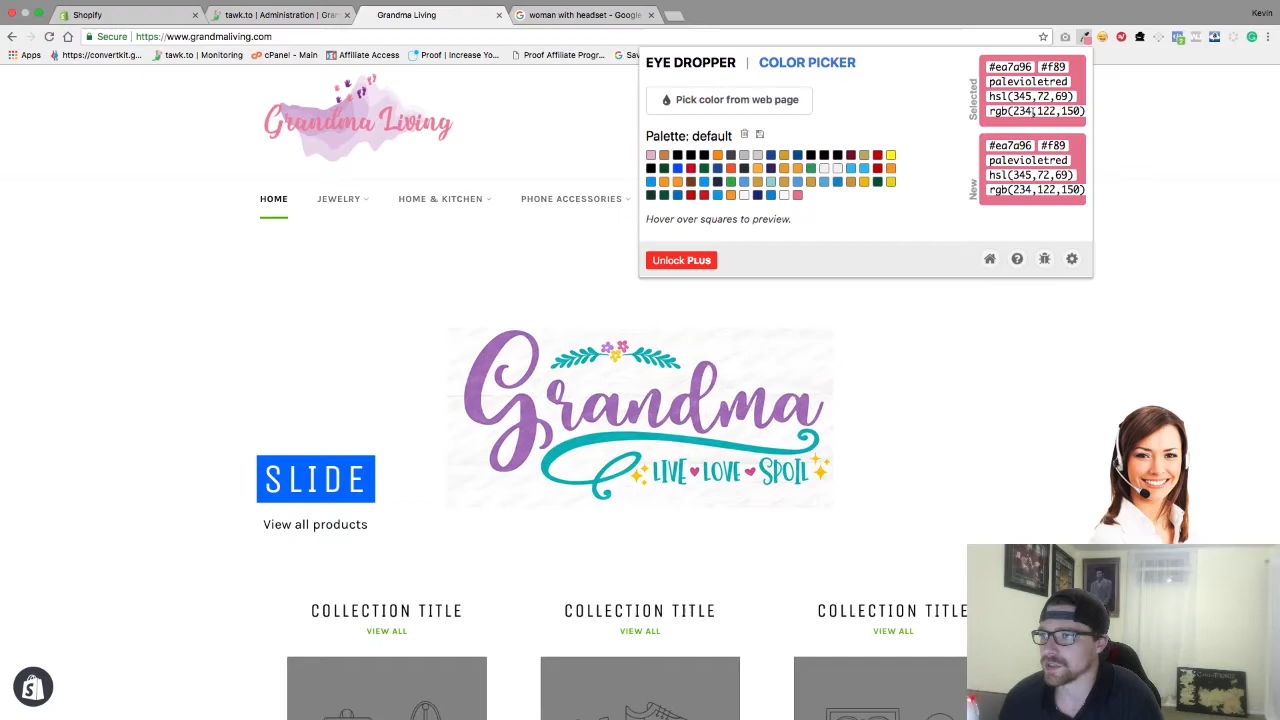 Shopify
tawk.to | Administration | Gran
Grandma Living
woman with headset - Google
Kevin
Secure
https://www.grandmaliving.com
Apps
https://convertkit.g
tawk.to | Monitoring
cPanel - Main
Affiliate Access
Proof | Increase Yo...
Proof Affiliate Progr...
Sav
EYE DROPPER | COLOR PICKER
Pick color from web page
Palette: default
Hover over squares to preview.
Unlock PLUS
Selected
#ea7a96 #f89
palevioletred
hsl(345,72,69)
rgb(234,122,150)
New
#ea7a96 #f89
palevioletred
hsl(345,72,69)
rgb(234,122,150)
Grandma Living
HOME
JEWELRY
HOME & KITCHEN
PHONE ACCESSORIES
Grandma
LIVE LOVE SPOIL
SLIDE
View all products
COLLECTION TITLE
VIEW ALL
COLLECTION TITLE
VIEW ALL
COLLECTION TITLE
VIEW ALL